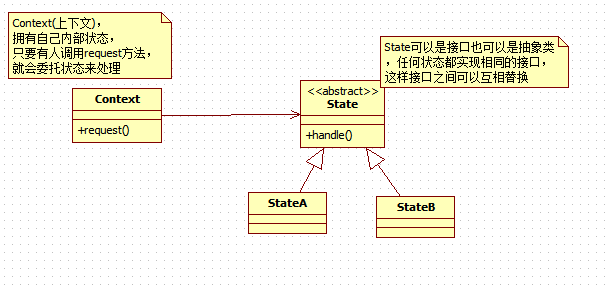 Context(上下文),
拥有自己内部状态，
只要有人调用request方法，
就会委托状态来处理
State可以是接口也可以是抽象类
，任何状态都实现相同的接口，
这样接口之间可以互相替换
Context
+request()
<<abstract>>
State
+handle()
StateA
StateB